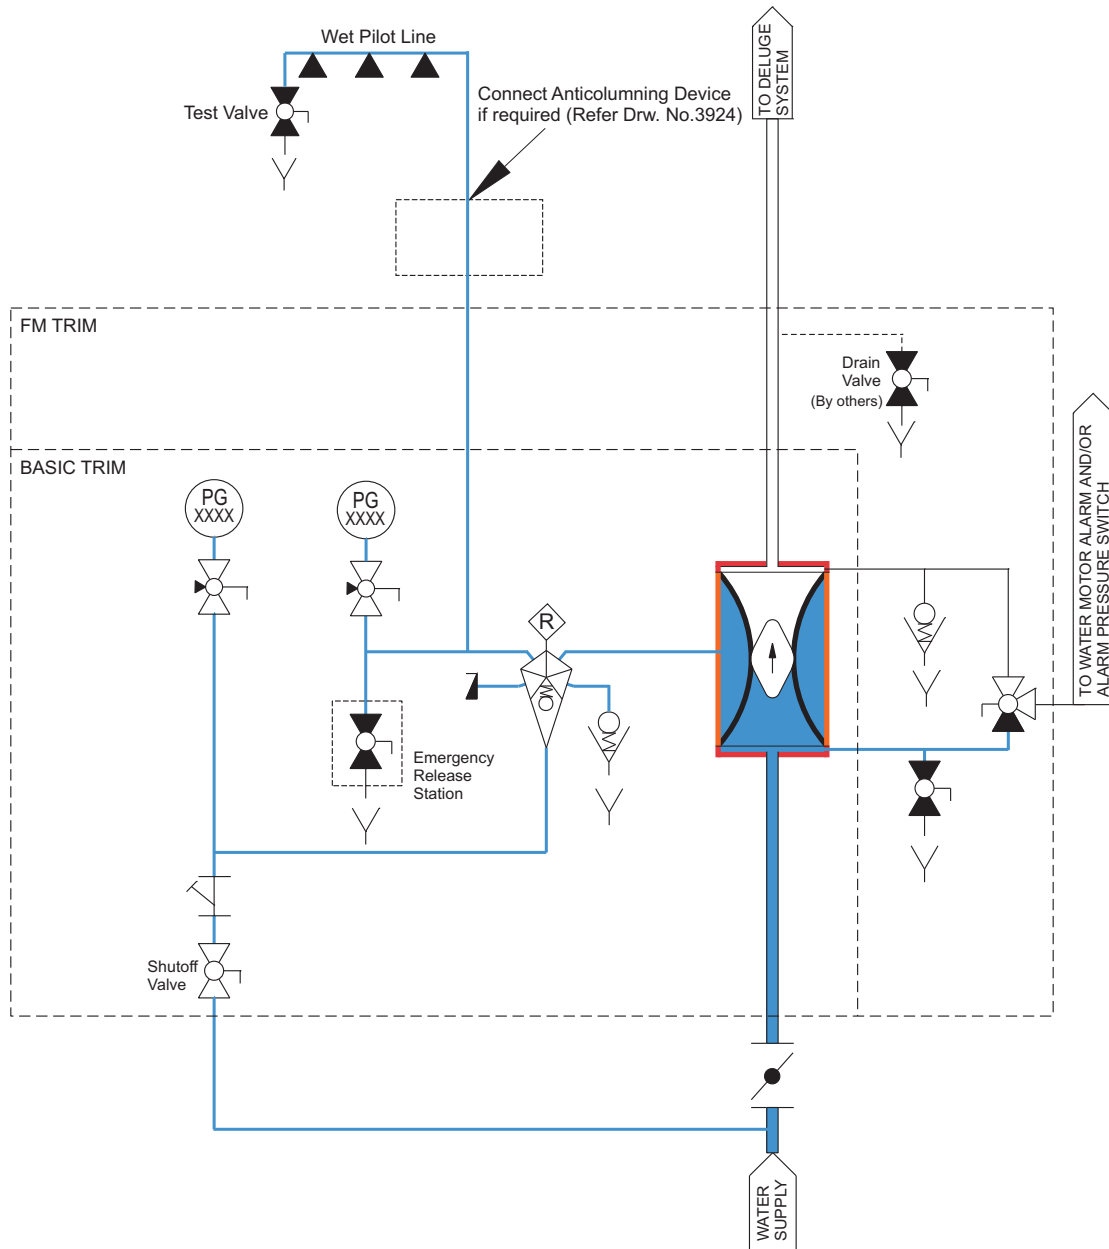 Wet Pilot Line
Test Valve
Connect Anticolumning Device
if required (Refer Drw. No.3924)
TO DELUGE
SYSTEM
FM TRIM
Drain
Valve
(By others)
TO WATER MOTOR ALARM AND/OR
ALARM PRESSURE SWITCH
BASIC TRIM
PG
XXXX
PG
XXXX
R
Emergency
Release
Station
Shutoff
Valve
WATER
SUPPLY